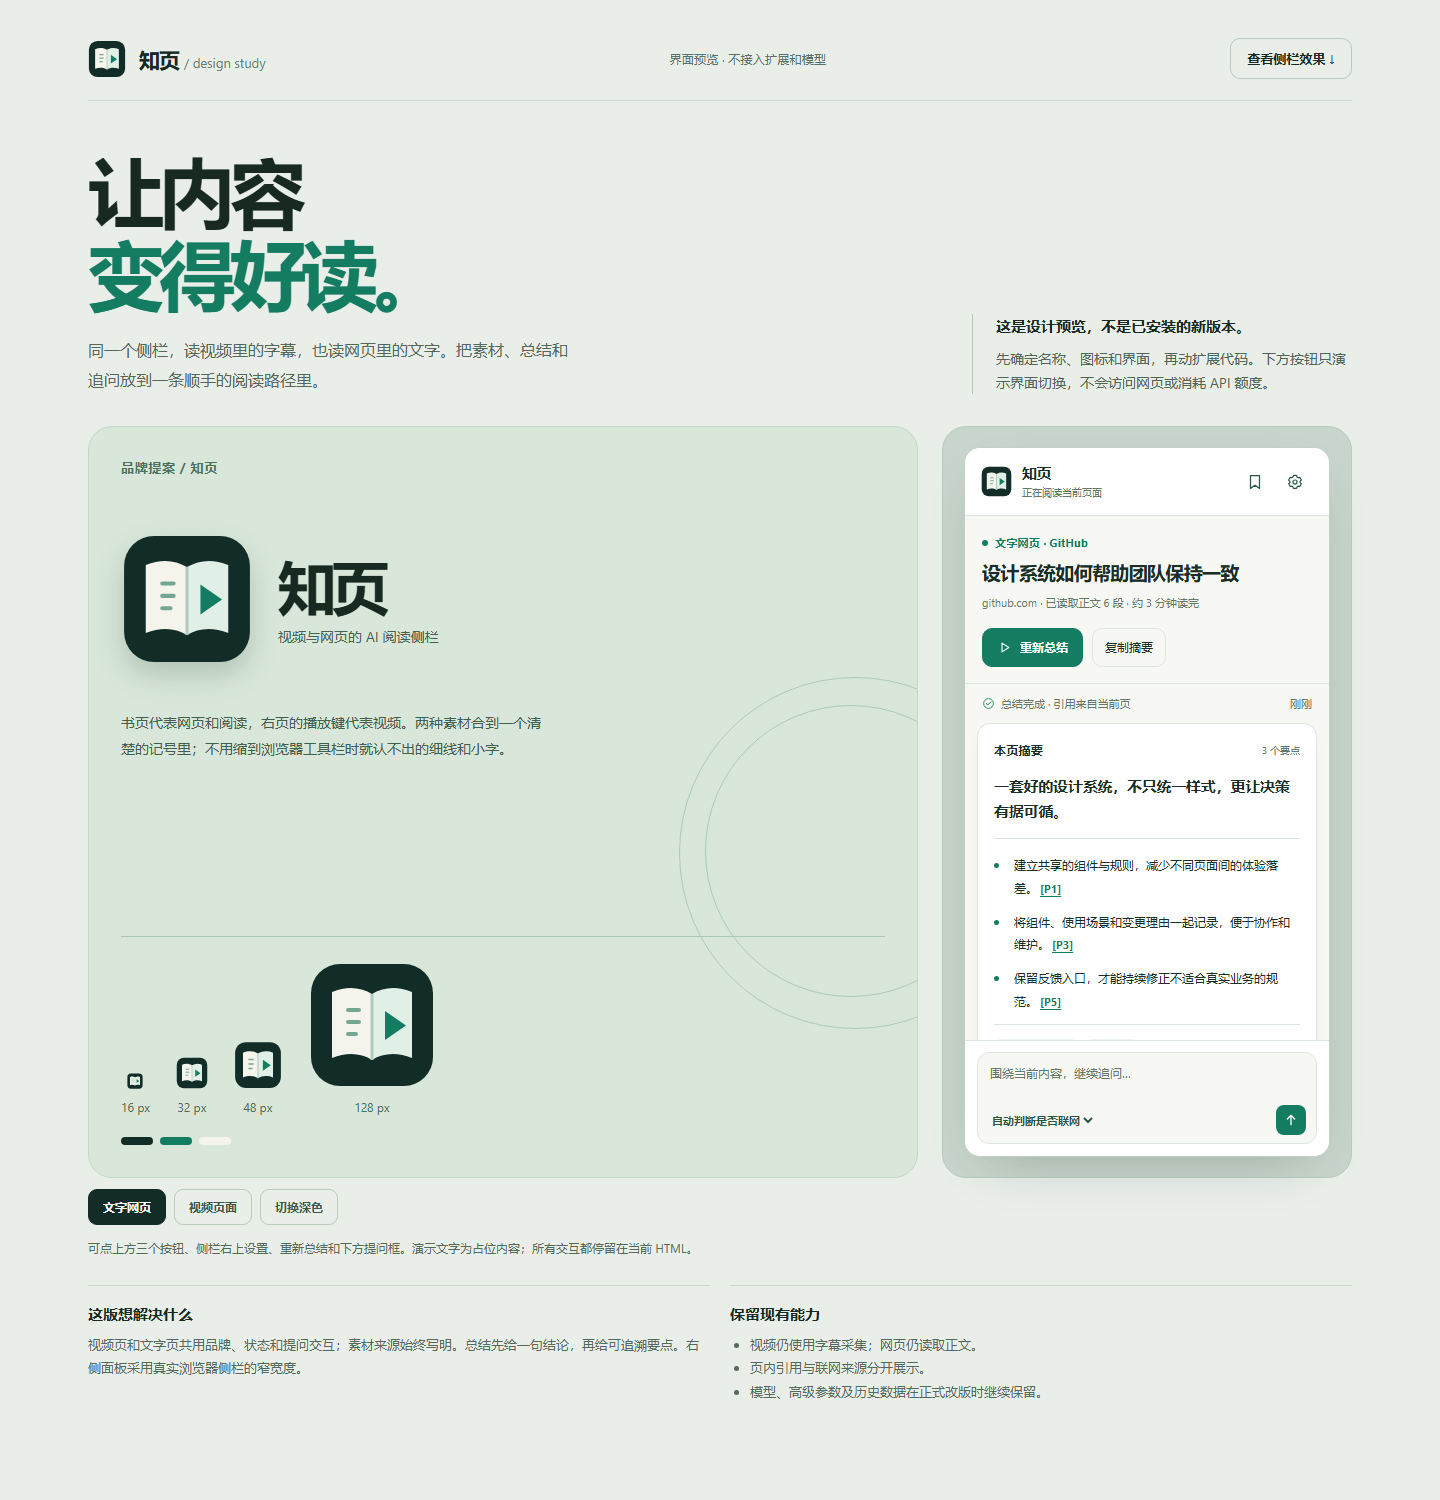 知页 / design study
界面预览 · 不接入扩展和模型
查看侧栏效果 ↓
让内容
变得好读。
同一个侧栏，读视频里的字幕，也读网页里的文字。把素材、总结和
追问放到一条顺手的阅读路径里。
这是设计预览，不是已安装的新版本。
先确定名称、图标和界面，再动扩展代码。下方按钮只演
示界面切换，不会访问网页或消耗 API 额度。
品牌提案 / 知页
知页
视频与网页的 AI 阅读侧栏
书页代表网页和阅读，右页的播放键代表视频。两种素材合到一个清
楚的记号里；不用缩到浏览器工具栏时就认不出的细线和小字。
16 px
32 px
48 px
128 px
知页
正在阅读当前页面
文字网页 · GitHub
设计系统如何帮助团队保持一致
github.com · 已读取正文 6 段 · 约 3 分钟读完
重新总结
复制摘要
总结完成 · 引用来自当前页
刚刚
本页摘要
3 个要点
一套好的设计系统，不只统一样式，更让决策
有据可循。
建立共享的组件与规则，减少不同页面间的体验落
差。 [P1]
将组件、使用场景和变更理由一起记录，便于协作和
维护。 [P3]
保留反馈入口，才能持续修正不适合真实业务的规
范。 [P5]
围绕当前内容，继续追问...
自动判断是否联网
文字网页
视频页面
切换深色
可点上方三个按钮、侧栏右上设置、重新总结和下方提问框。演示文字为占位内容；所有交互都停留在当前 HTML。
这版想解决什么
视频页和文字页共用品牌、状态和提问交互；素材来源始终写明。总结先给一句结论，再给可追溯要点。右
侧面板采用真实浏览器侧栏的窄宽度。
保留现有能力
视频仍使用字幕采集；网页仍读取正文。
页内引用与联网来源分开展示。
模型、高级参数及历史数据在正式改版时继续保留。